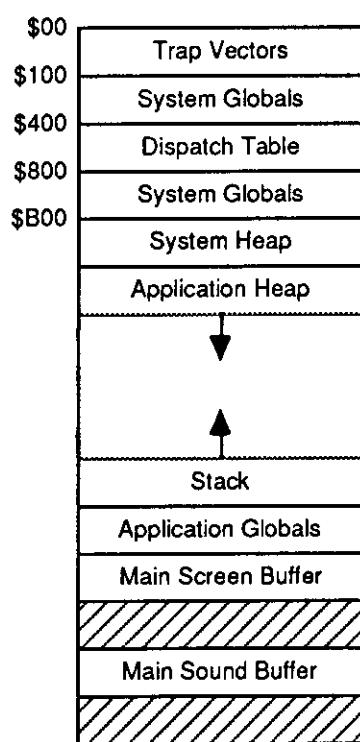 $00
Trap Vectors
$100
System Globals
$400
Dispatch Table
$800
System Globals
$B00
System Heap
Application Heap
Stack
Application Globals
Main Screen Buffer
Main Sound Buffer